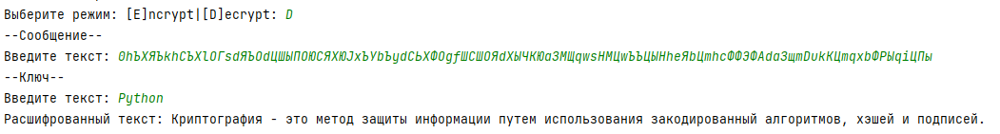 Выберите режим: [E]ncrypt|[D]ecrypt: D
--Сообщение--
Введите текст: 0hЪХЯЪkhСЪХlОГsdЯЪОdЦШЫПОЮСЯХЮJxЪУbЪydСЬХФОgfШСШОЯdХЫЧКЮаЗМЩqwsНМЦwЪЪЦЫНheЯbЦmhcФФЭФАdаЗщmDukКЦmqxbФРЫqiЦПы
--Ключ--
Введите текст: Python
Расшифрованный текст: Криптография - это метод защиты информации путем использования закодированный алгоритмов, хэшей и подписей.